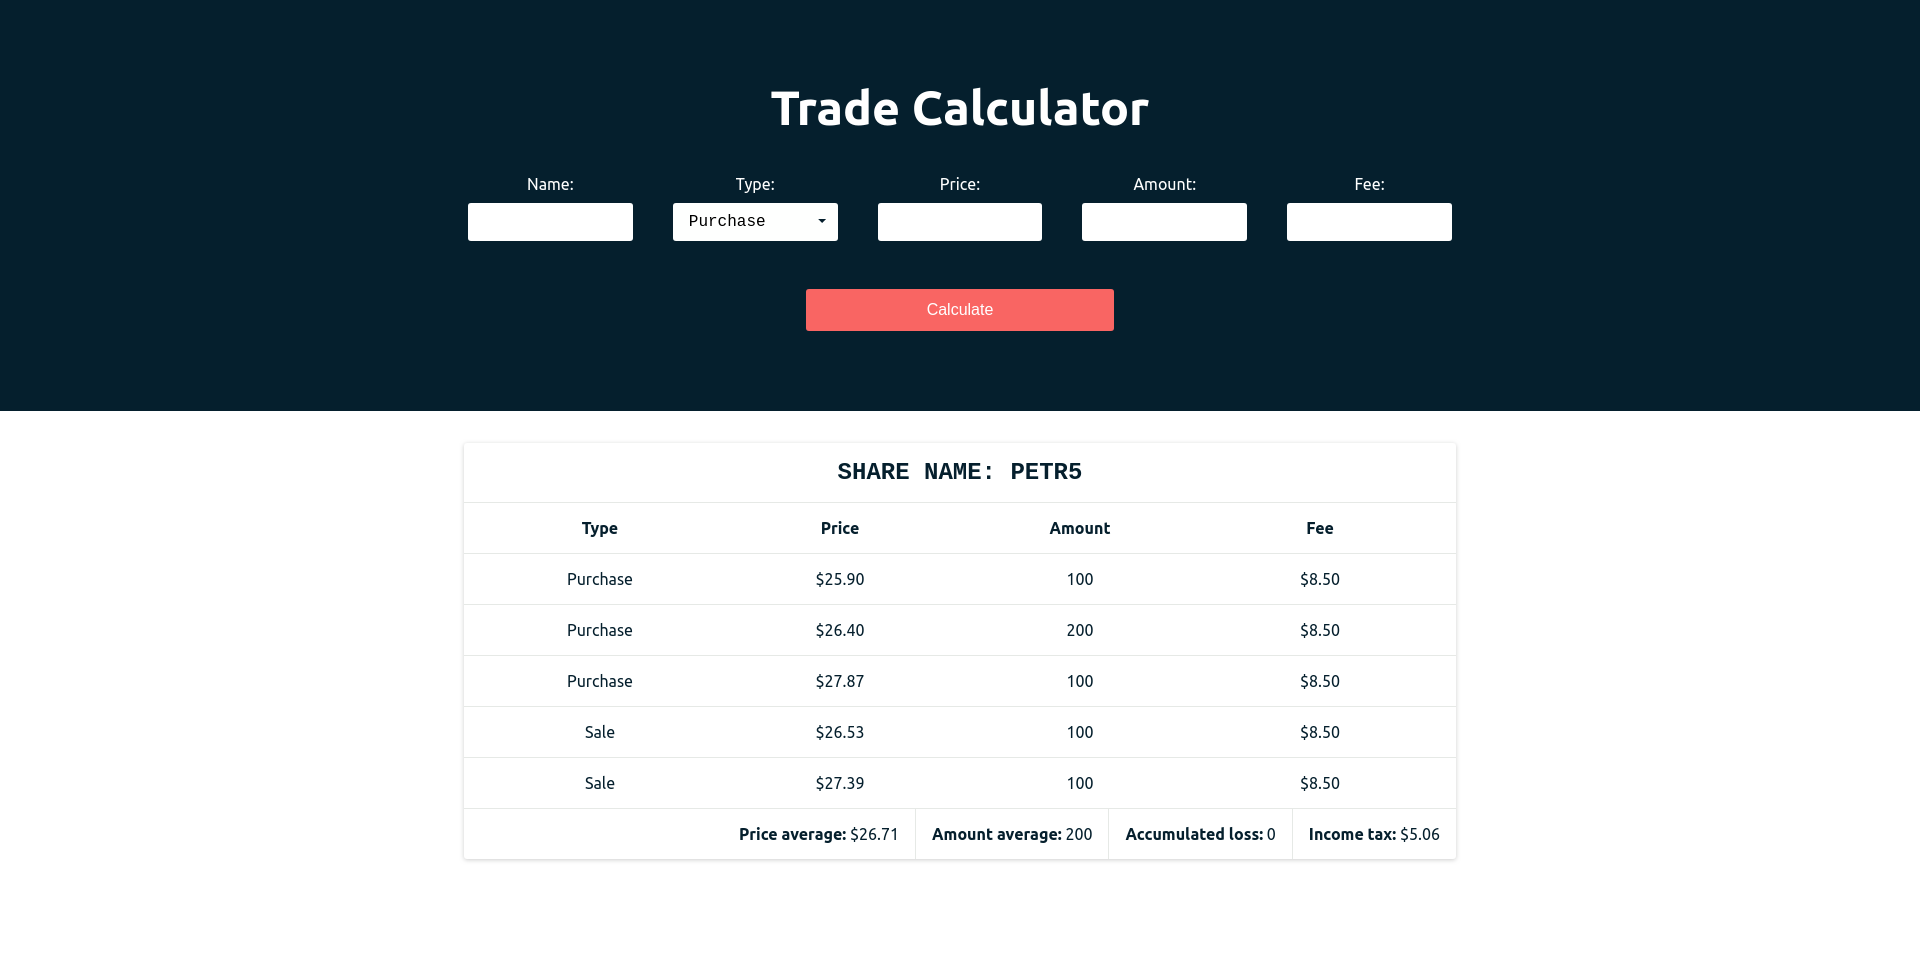 Trade Calculator
Name: Type: Price: Amount: Fee:
Purchase
Calculate
SHARE NAME: PETR5
Type Price Amount Fee
Purchase $25.90 100 $8.50
Purchase $26.40 200 $8.50
Purchase $27.87 100 $8.50
Sale $26.53 100 $8.50
Sale $27.39 100 $8.50
Price average: $26.71 Amount average: 200 Accumulated loss: 0 Income tax: $5.06